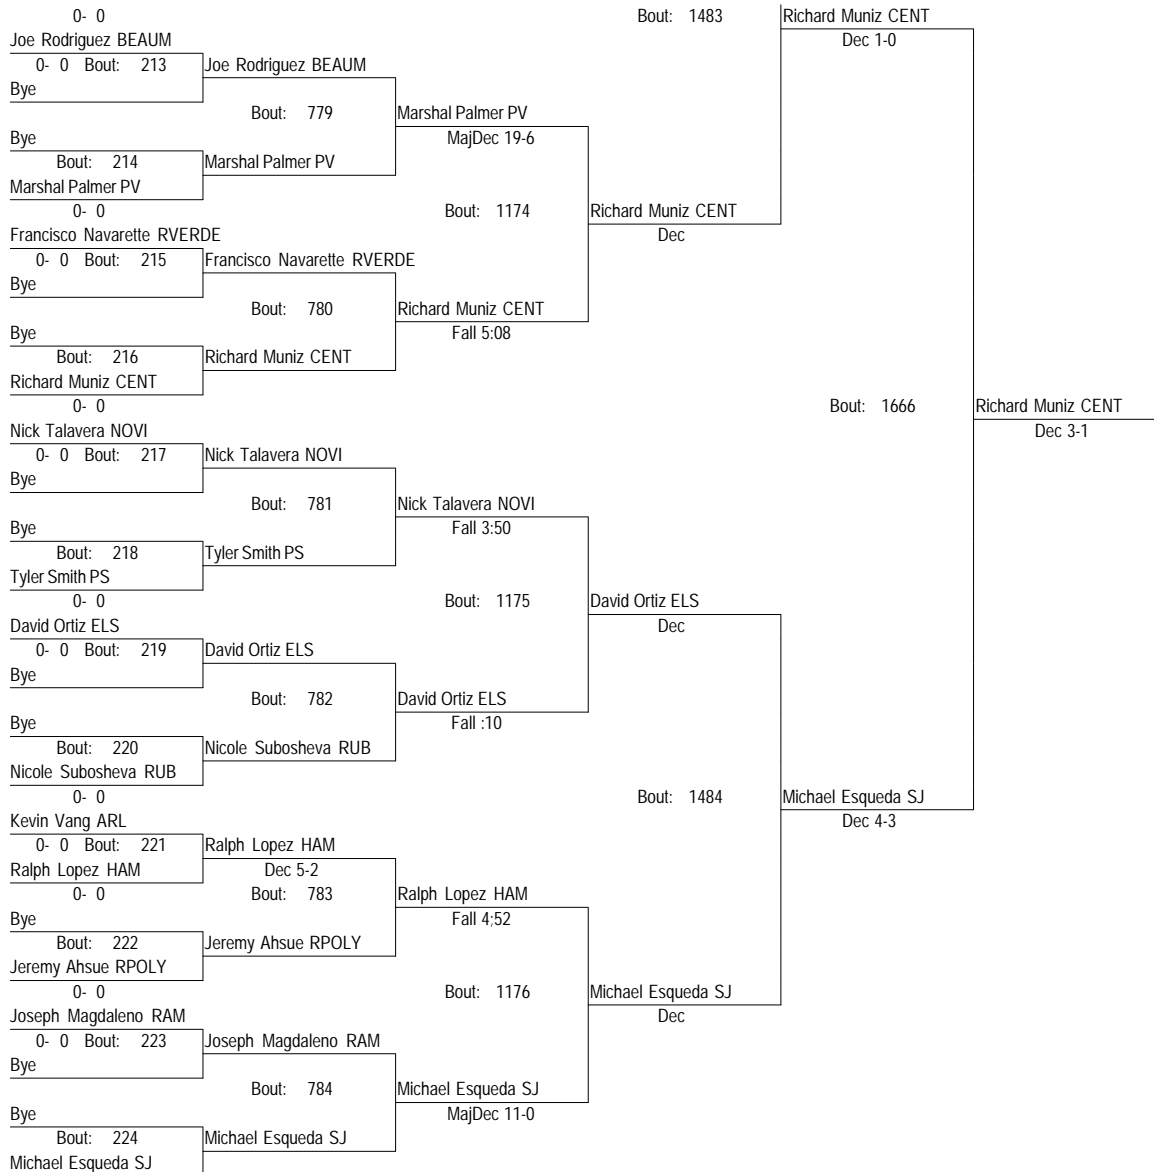 0- 0 Bout: 1483 Richard Muniz CENT
Joe Rodriguez BEAUM Dec 1-0
0- 0 Bout: 213 Joe Rodriguez BEAUM
Bye
Bout: 779 Marshal Palmer PV
Bye MajDec 19-6
Bout: 214 Marshal Palmer PV
Marshal Palmer PV
0- 0 Bout: 1174 Richard Muniz CENT
Francisco Navarette RVERDE Dec
0- 0 Bout: 215 Francisco Navarette RVERDE
Bye
Bout: 780 Richard Muniz CENT
Bye Fall 5:08
Bout: 216 Richard Muniz CENT
Richard Muniz CENT
0- 0 Bout: 1666 Richard Muniz CENT
Nick Talavera NOVI Dec 3-1
0- 0 Bout: 217 Nick Talavera NOVI
Bye
Bout: 781 Nick Talavera NOVI
Bye Fall 3:50
Bout: 218 Tyler Smith PS
Tyler Smith PS
0- 0 Bout: 1175 David Ortiz ELS
David Ortiz ELS Dec
0- 0 Bout: 219 David Ortiz ELS
Bye
Bout: 782 David Ortiz ELS
Bye Fall :10
Bout: 220 Nicole Subosheva RUB
Nicole Subosheva RUB
0- 0 Bout: 1484 Michael Esqueda SJ
Kevin Vang ARL Dec 4-3
0- 0 Bout: 221 Ralph Lopez HAM
Ralph Lopez HAM Dec 5-2
0- 0 Bout: 783 Ralph Lopez HAM
Bye Fall 4;52
Bout: 222 Jeremy Ahsue RPOLY
Jeremy Ahsue RPOLY
0- 0 Bout: 1176 Michael Esqueda SJ
Joseph Magdaleno RAM Dec
0- 0 Bout: 223 Joseph Magdaleno RAM
Bye
Bout: 784 Michael Esqueda SJ
Bye MajDec 11-0
Bout: 224 Michael Esqueda SJ
Michael Esqueda SJ